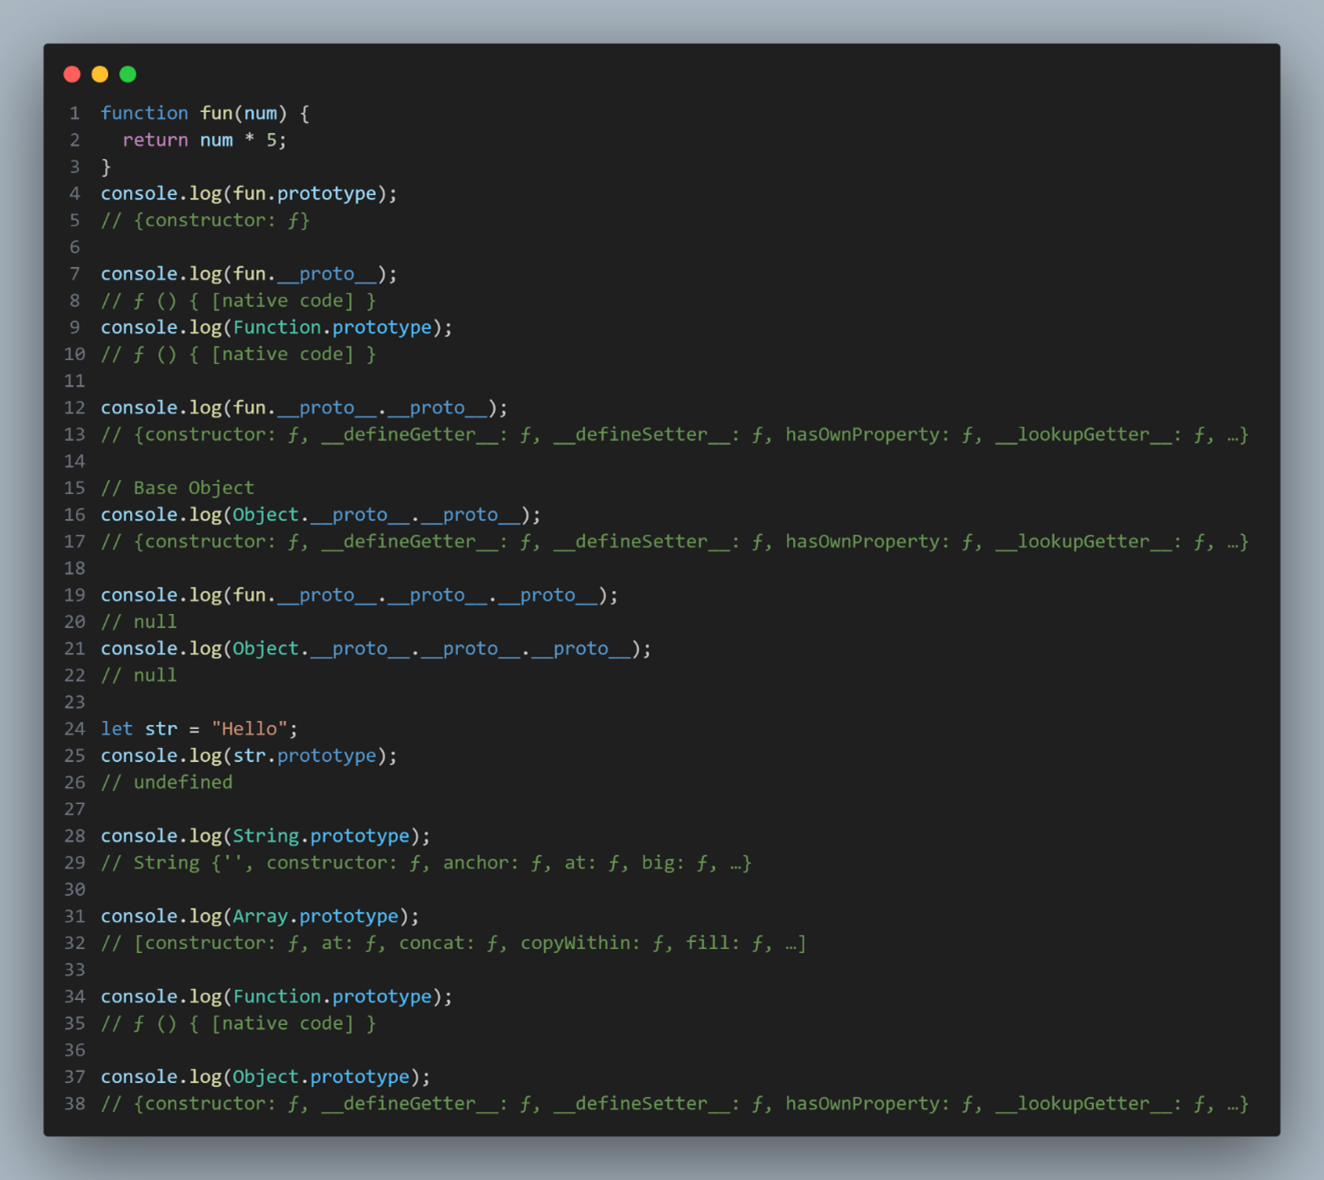 1 function fun(num) {
2   return num * 5;
3 }
4 console.log(fun.prototype);
5 // {constructor: ƒ}
6
7 console.log(fun.__proto__);
8 // ƒ () { [native code] }
9 console.log(Function.prototype);
10 // ƒ () { [native code] }
11
12 console.log(fun.__proto__.__proto__);
13 // {constructor: ƒ, __defineGetter__: ƒ, __defineSetter__: ƒ, hasOwnProperty: ƒ, __lookupGetter__: ƒ, …}
14
15 // Base Object
16 console.log(Object.__proto__.__proto__);
17 // {constructor: ƒ, __defineGetter__: ƒ, __defineSetter__: ƒ, hasOwnProperty: ƒ, __lookupGetter__: ƒ, …}
18
19 console.log(fun.__proto__.__proto__.__proto__);
20 // null
21 console.log(Object.__proto__.__proto__.__proto__);
22 // null
23
24 let str = "Hello";
25 console.log(str.prototype);
26 // undefined
27
28 console.log(String.prototype);
29 // String {'', constructor: ƒ, anchor: ƒ, at: ƒ, big: ƒ, …}
30
31 console.log(Array.prototype);
32 // [constructor: ƒ, at: ƒ, concat: ƒ, copyWithin: ƒ, fill: ƒ, …]
33
34 console.log(Function.prototype);
35 // ƒ () { [native code] }
36
37 console.log(Object.prototype);
38 // {constructor: ƒ, __defineGetter__: ƒ, __defineSetter__: ƒ, hasOwnProperty: ƒ, __lookupGetter__: ƒ, …}